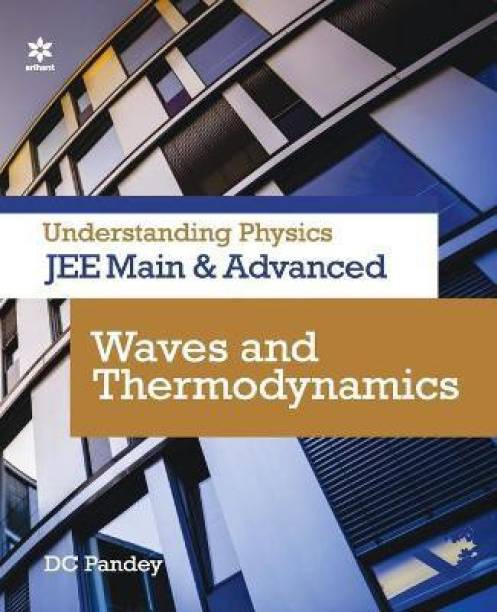 arihant
Understanding Physics
JEE Main & Advanced
Waves and
Thermodynamics
DC Pandey